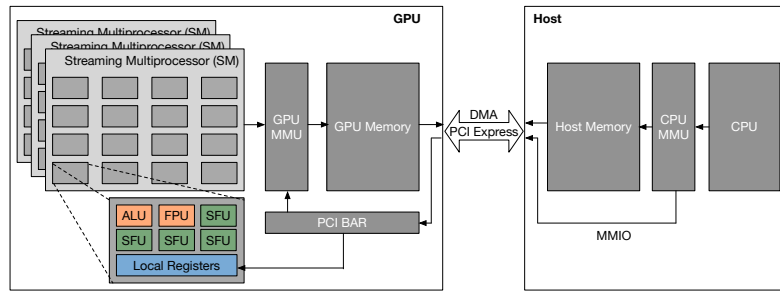 GPU
Host
Streaming Multiprocessor (SM)
Streaming Multiprocessor (SM)
Streaming Multiprocessor (SM)
GPU
MMU
GPU Memory
DMA
PCI Express
Host Memory
CPU
MMU
CPU
ALU FPU SFU
SFU SFU SFU
Local Registers
PCI BAR
MMIO